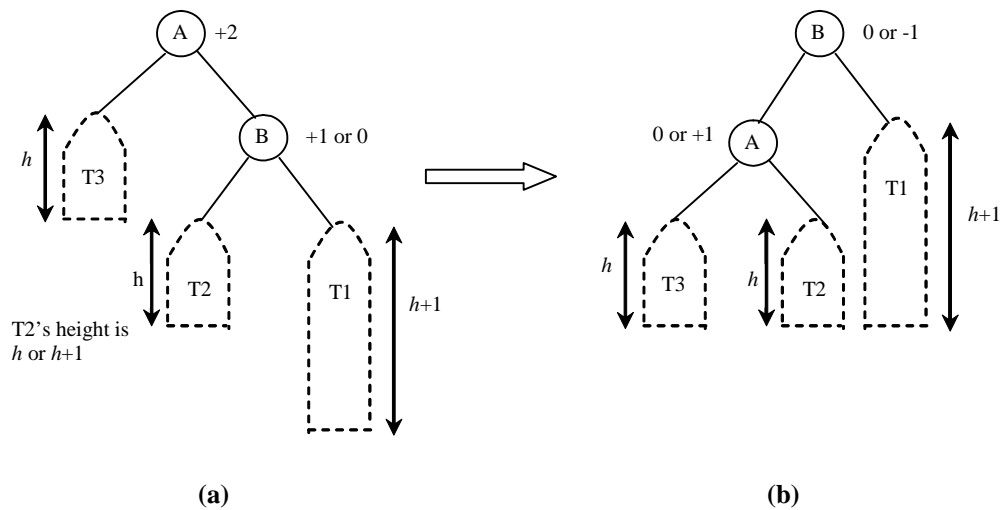 A +2
B +1 or 0
h
T3
h
T2
T1
h+1
T2's height is
h or h+1
(a)
B 0 or -1
0 or +1 A
T1
h+1
h
T3
h
T2
(b)